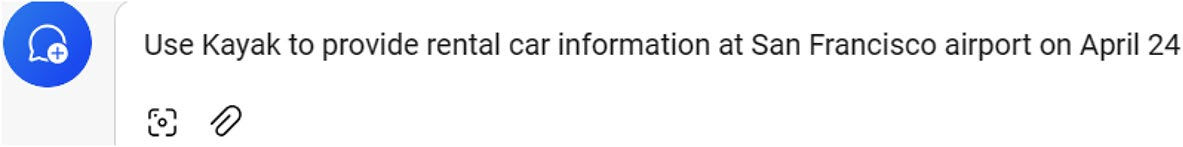 Use Kayak to provide rental car information at San Francisco airport on April 24